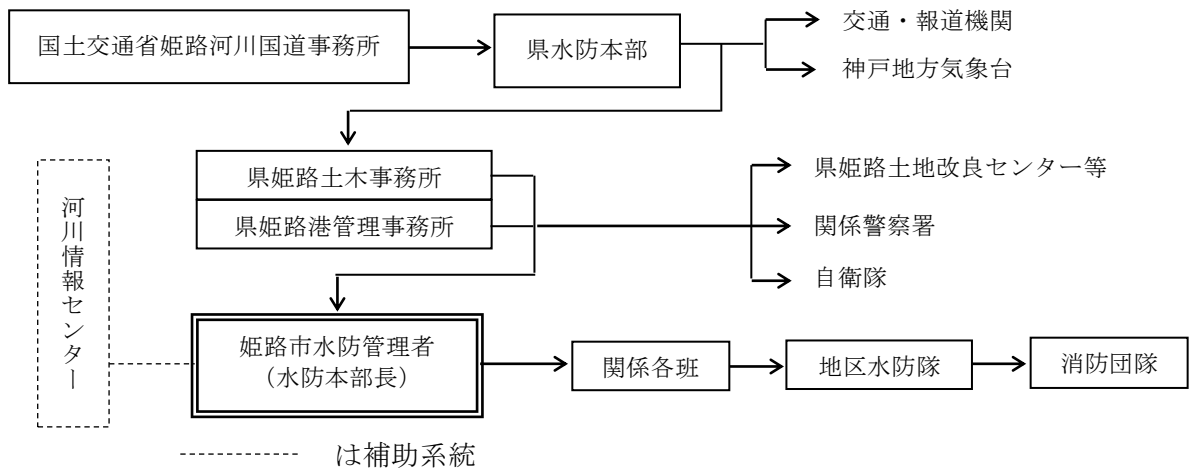 国土交通省姫路河川国道事務所
県水防本部
交通・報道機関
神戸地方気象台
県姫路土木事務所
県姫路港管理事務所
県姫路土地改良センター等
関係警察署
自衛隊
河川情報センター
姫路市水防管理者
（水防本部長）
関係各班
地区水防隊
消防団隊
は補助系統